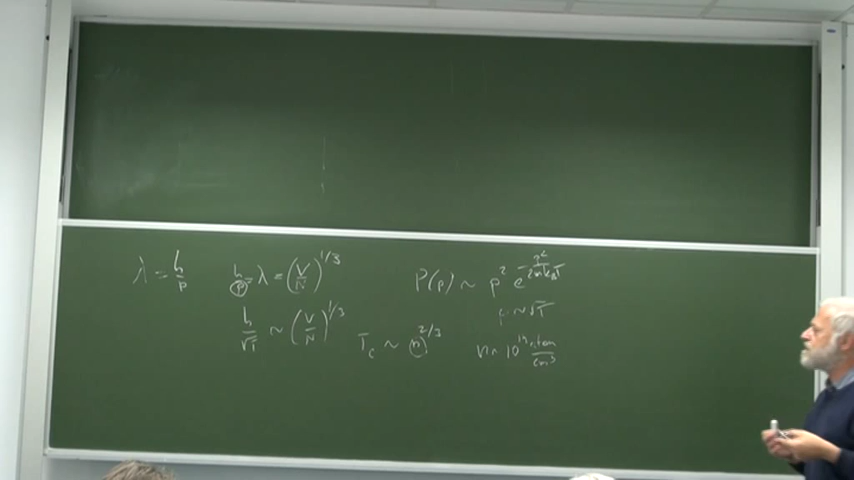 λ = h/p
h/p = λ = (V/N)^{1/3}
P(p) ~ p² e^{-p²/2mk_BT}
h/√T ~ (V/N)^{1/3}
p ~ √T
T_c ~ (n)^{2/3}
n ~ 10^{13} atom/cm³